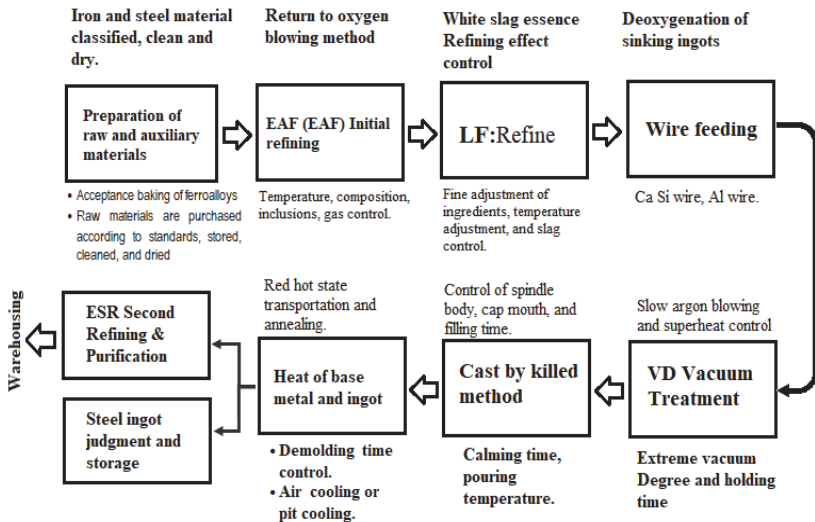 Iron and steel material
classified, clean and
dry.
Return to oxygen
blowing method
White slag essence
Refining effect
control
Deoxygenation of
sinking ingots
Preparation of
raw and auxiliary
materials
EAF (EAF) Initial
refining
LF:Refine
Wire feeding
• Acceptance baking of ferroalloys
• Raw materials are purchased
according to standards, stored,
cleaned, and dried
Temperature, composition,
inclusions, gas control.
Fine adjustment of
ingredients, temperature
adjustment, and slag
control.
Ca Si wire, Al wire.
Warehousing
ESR Second
Refining &
Purification
Steel ingot
judgment and
storage
Red hot state
transportation and
annealing.
Heat of base
metal and ingot
• Demolding time
control.
• Air cooling or
pit cooling.
Control of spindle
body, cap mouth, and
filling time.
Cast by killed
method
Calming time,
pouring
temperature.
Slow argon blowing
and superheat control
VD Vacuum
Treatment
Extreme vacuum
Degree and holding
time